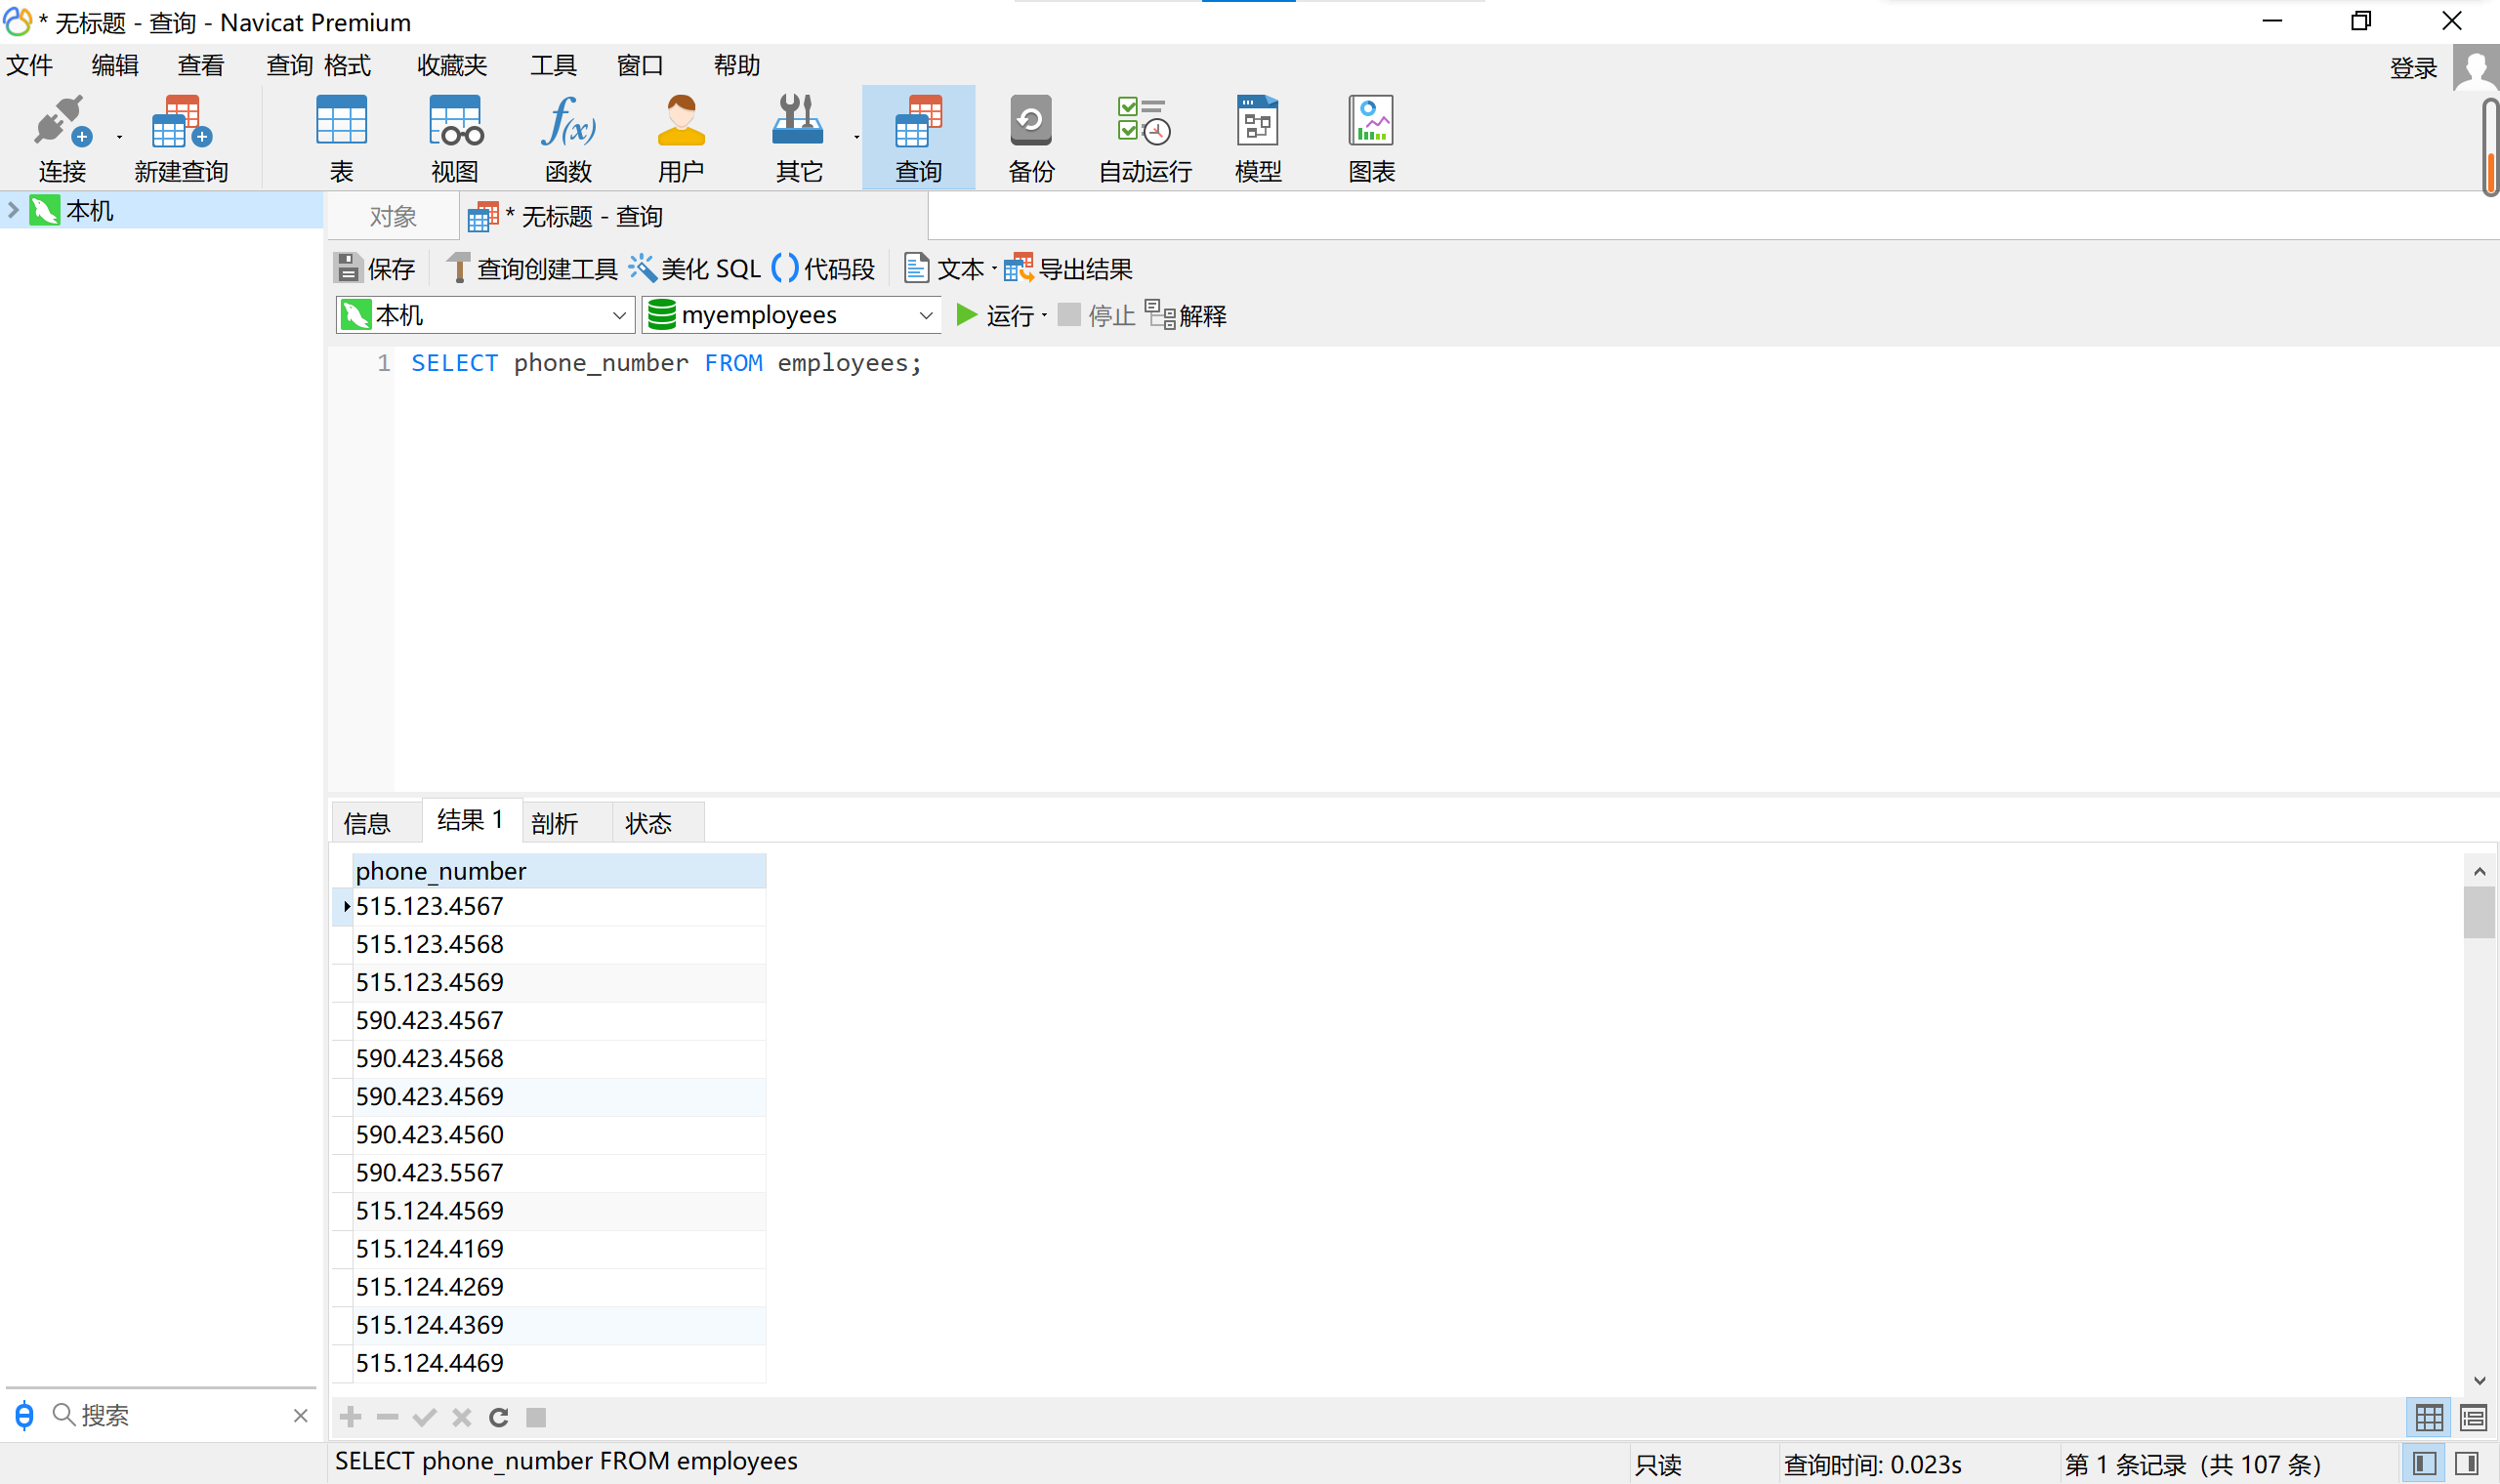 * 无标题 - 查询 - Navicat Premium
文件 编辑 查看 查询 格式 收藏夹 工具 窗口 帮助 登录
连接 新建查询 表 视图 函数 用户 其它 查询 备份 自动运行 模型 图表
本机
对象 * 无标题 - 查询
保存 查询创建工具 美化 SQL 代码段 文本 导出结果
本机 myemployees 运行 停止 解释
1 SELECT phone_number FROM employees;
信息 结果 1 剖析 状态
phone_number
515.123.4567
515.123.4568
515.123.4569
590.423.4567
590.423.4568
590.423.4569
590.423.4560
590.423.5567
515.124.4569
515.124.4169
515.124.4269
515.124.4369
515.124.4469
搜索
SELECT phone_number FROM employees 只读 查询时间: 0.023s 第 1 条记录 (共 107 条)